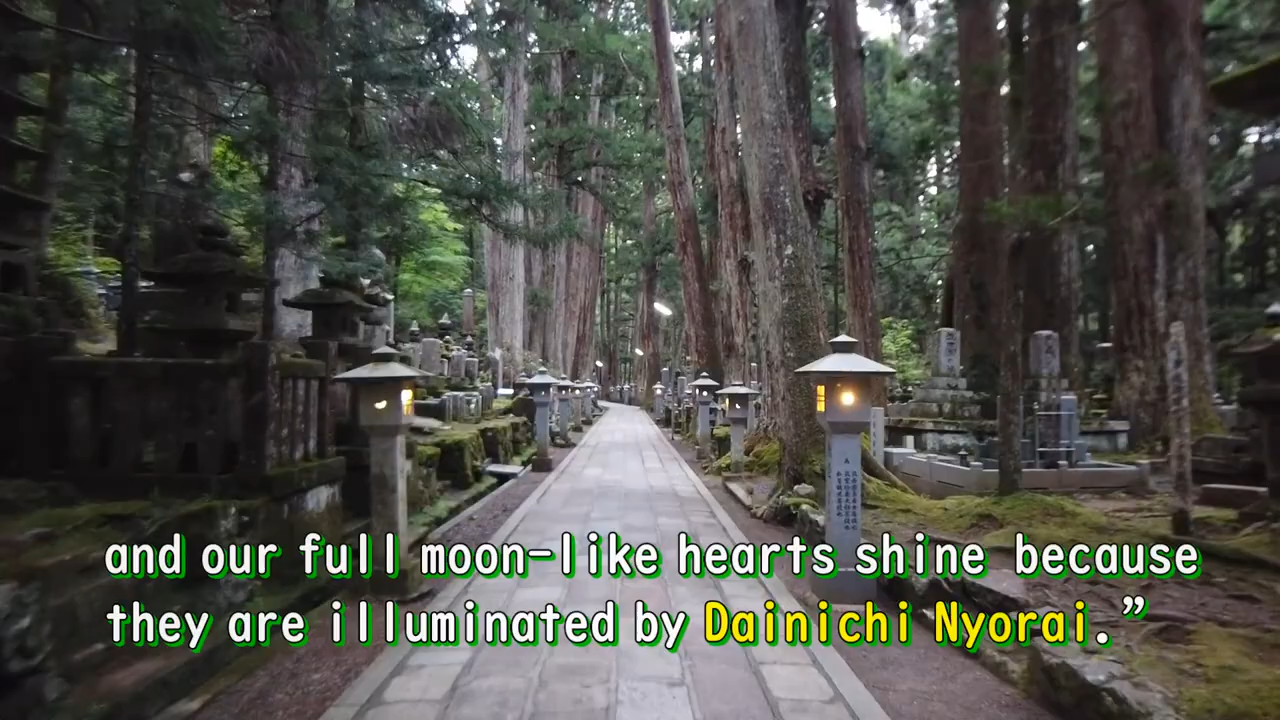 and our full moon-like hearts shine because
they are illuminated by Dainichi Nyorai.”